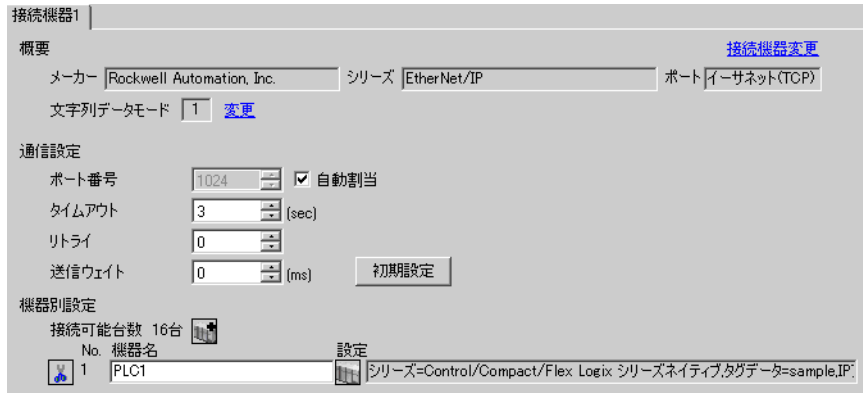 接続機器1
概要 接続機器変更
メーカー Rockwell Automation, Inc. シリーズ EtherNet/IP ポート イーサネット(TCP)
文字列データモード 1 変更
通信設定
ポート番号 1024 自動割当
タイムアウト 3 (sec)
リトライ 0
送信ウェイト 0 (ms) 初期設定
機器別設定
接続可能台数 16台
No. 機器名 設定
1 PLC1 シリーズ=Control/Compact/Flex Logix シリーズネイティブ,タグデータ=sample,IP